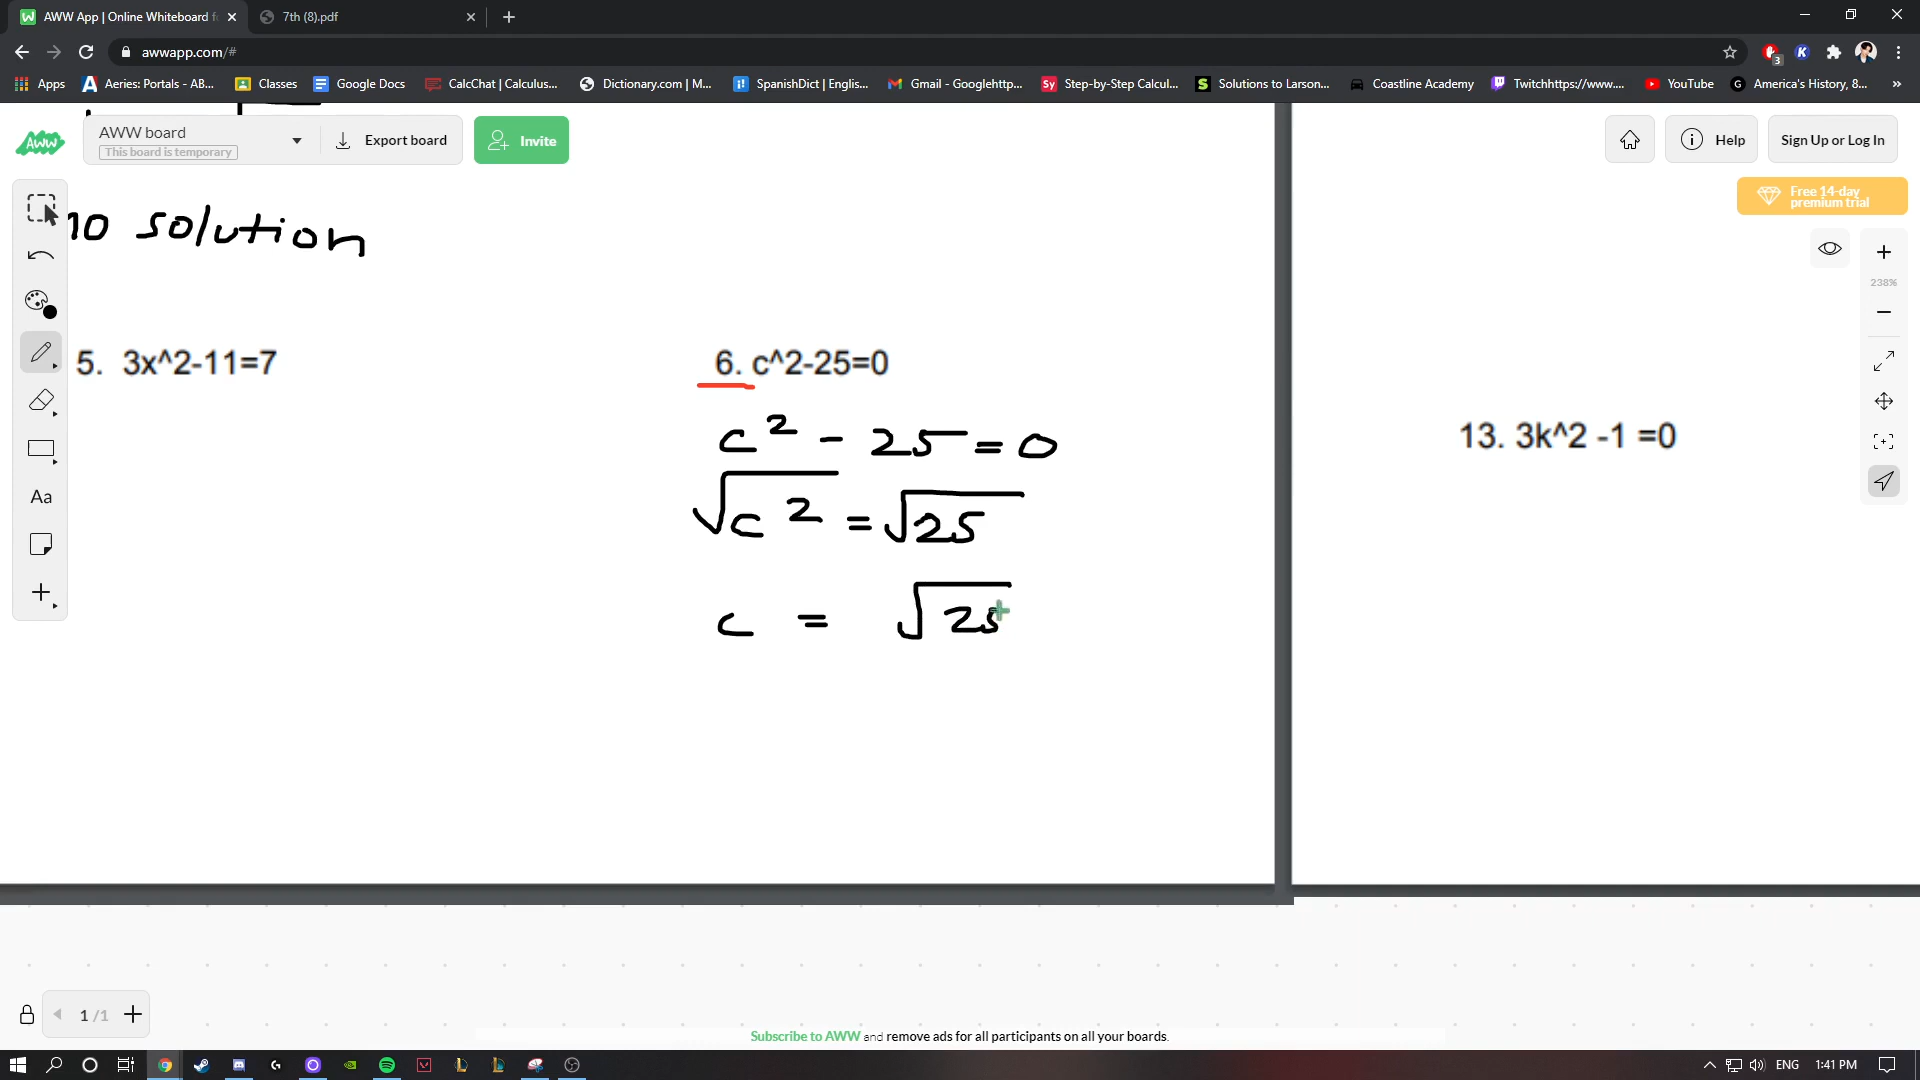 AWW App | Online Whiteboard f
7th (8).pdf
awwapp.com/#
Apps
Aeries: Portals - AB...
Classes
Google Docs
CalcChat | Calculus...
Dictionary.com | M...
SpanishDict | Englis...
Gmail - Googlehttp...
Step-by-Step Calcul...
Solutions to Larson...
Coastline Academy
Twitchhttps://www....
YouTube
America's History, 8...
»
AWW
AWW board
This board is temporary
Export board
Invite
Help
Sign Up or Log In
Free 14-day
premium trial
238%
Aa
no solution
5. 3x^2-11=7
6. c^2-25=0
c² - 25 = 0
√c² = √25
c = √25
13. 3k^2 -1 =0
1 /1
Subscribe to AWW and remove ads for all participants on all your boards.
ENG
1:41 PM